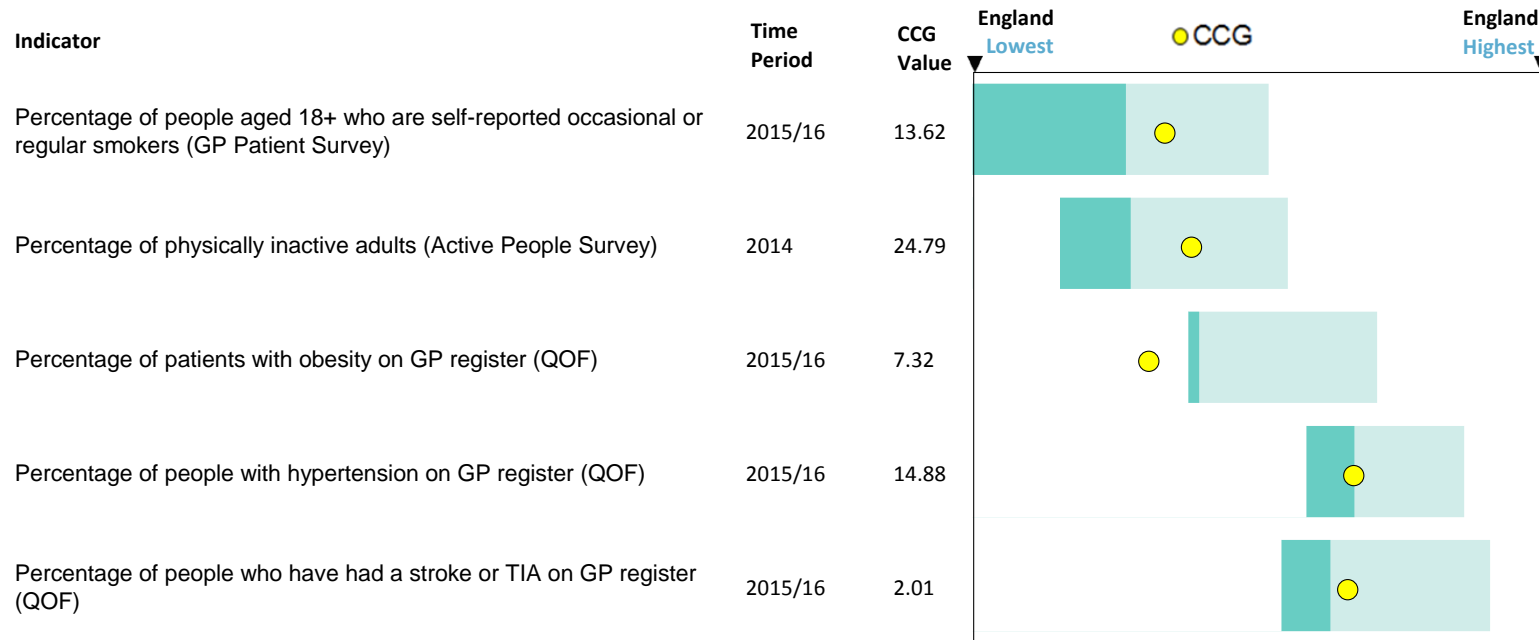 Indicator
Time
Period
CCG
Value
England
Lowest
CCG
England
Highest
Percentage of people aged 18+ who are self-reported occasional or
regular smokers (GP Patient Survey)
2015/16
13.62
Percentage of physically inactive adults (Active People Survey)
2014
24.79
Percentage of patients with obesity on GP register (QOF)
2015/16
7.32
Percentage of people with hypertension on GP register (QOF)
2015/16
14.88
Percentage of people who have had a stroke or TIA on GP register
(QOF)
2015/16
2.01